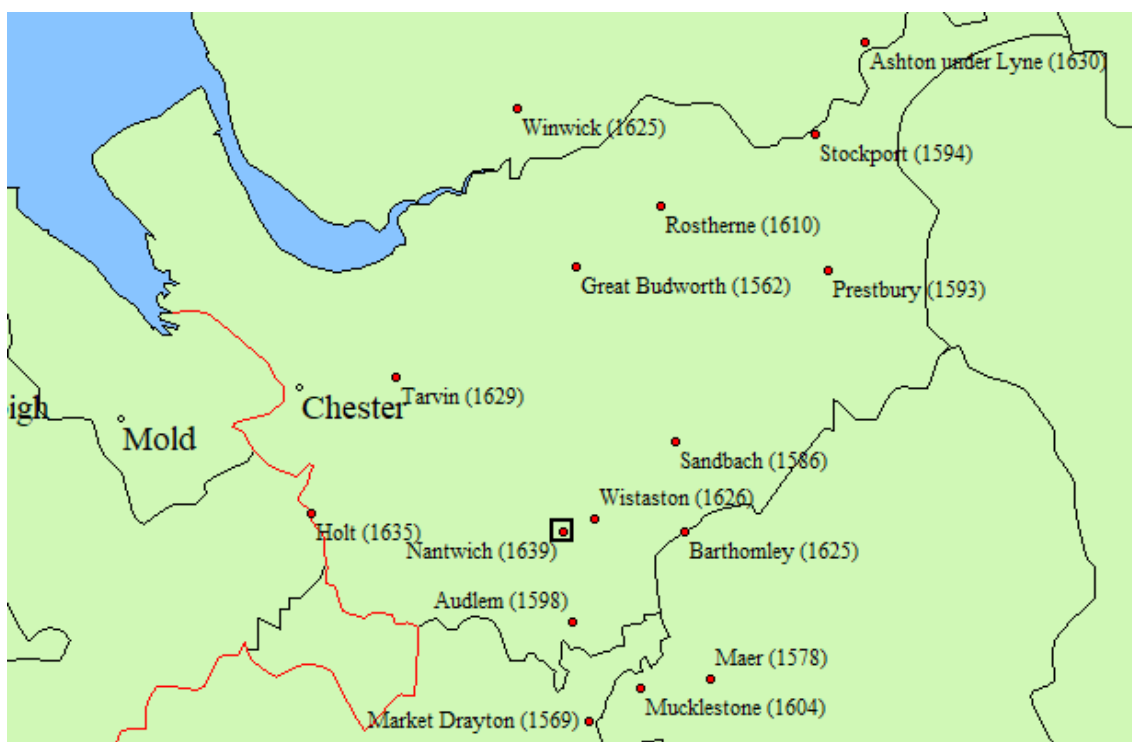 Ashton under Lyne (1630)
Winwick (1625)
Stockport (1594)
Rostherne (1610)
Great Budworth (1562)
Prestbury (1593)
Tarvin (1629)
Chester
eigh
Mold
Sandbach (1586)
Wistaston (1626)
Holt (1635)
Nantwich (1639)
Barthomley (1625)
Audlem (1598)
Maer (1578)
Mucklestone (1604)
Market Drayton (1569)